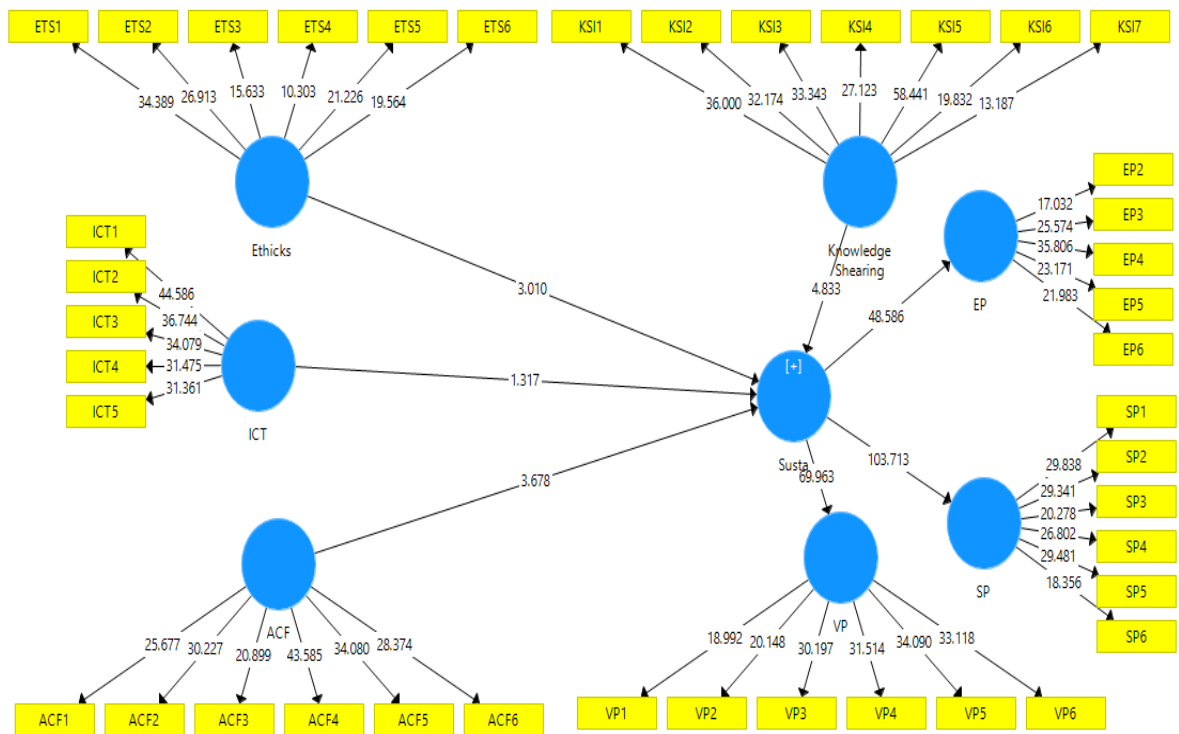 ETS1 ETS2 ETS3 ETS4 ETS5 ETS6
KSI1 KSI2 KSI3 KSI4 KSI5 KSI6 KSI7
34.389 26.913 15.633 10.303 21.226 19.564
36.000 32.174 33.343 27.123 58.441 19.832 13.187
Ethicks
Knowledge
Shearing
ICT1
ICT2
ICT3
ICT4
ICT5
44.586
36.744
34.079
31.475
31.361
ICT
3.010
4.833
1.317
3.678
[+]
Susta
48.586
103.713
69.963
EP2
EP3
EP4
EP5
EP6
17.032
25.574
35.806
23.171
21.983
EP
SP1
SP2
SP3
SP4
SP5
SP6
29.838
29.341
20.278
26.802
29.481
18.356
SP
ACF
25.677 30.227 20.899 43.585 34.080 28.374
ACF1 ACF2 ACF3 ACF4 ACF5 ACF6
VP
18.992 20.148 30.197 31.514 34.090 33.118
VP1 VP2 VP3 VP4 VP5 VP6